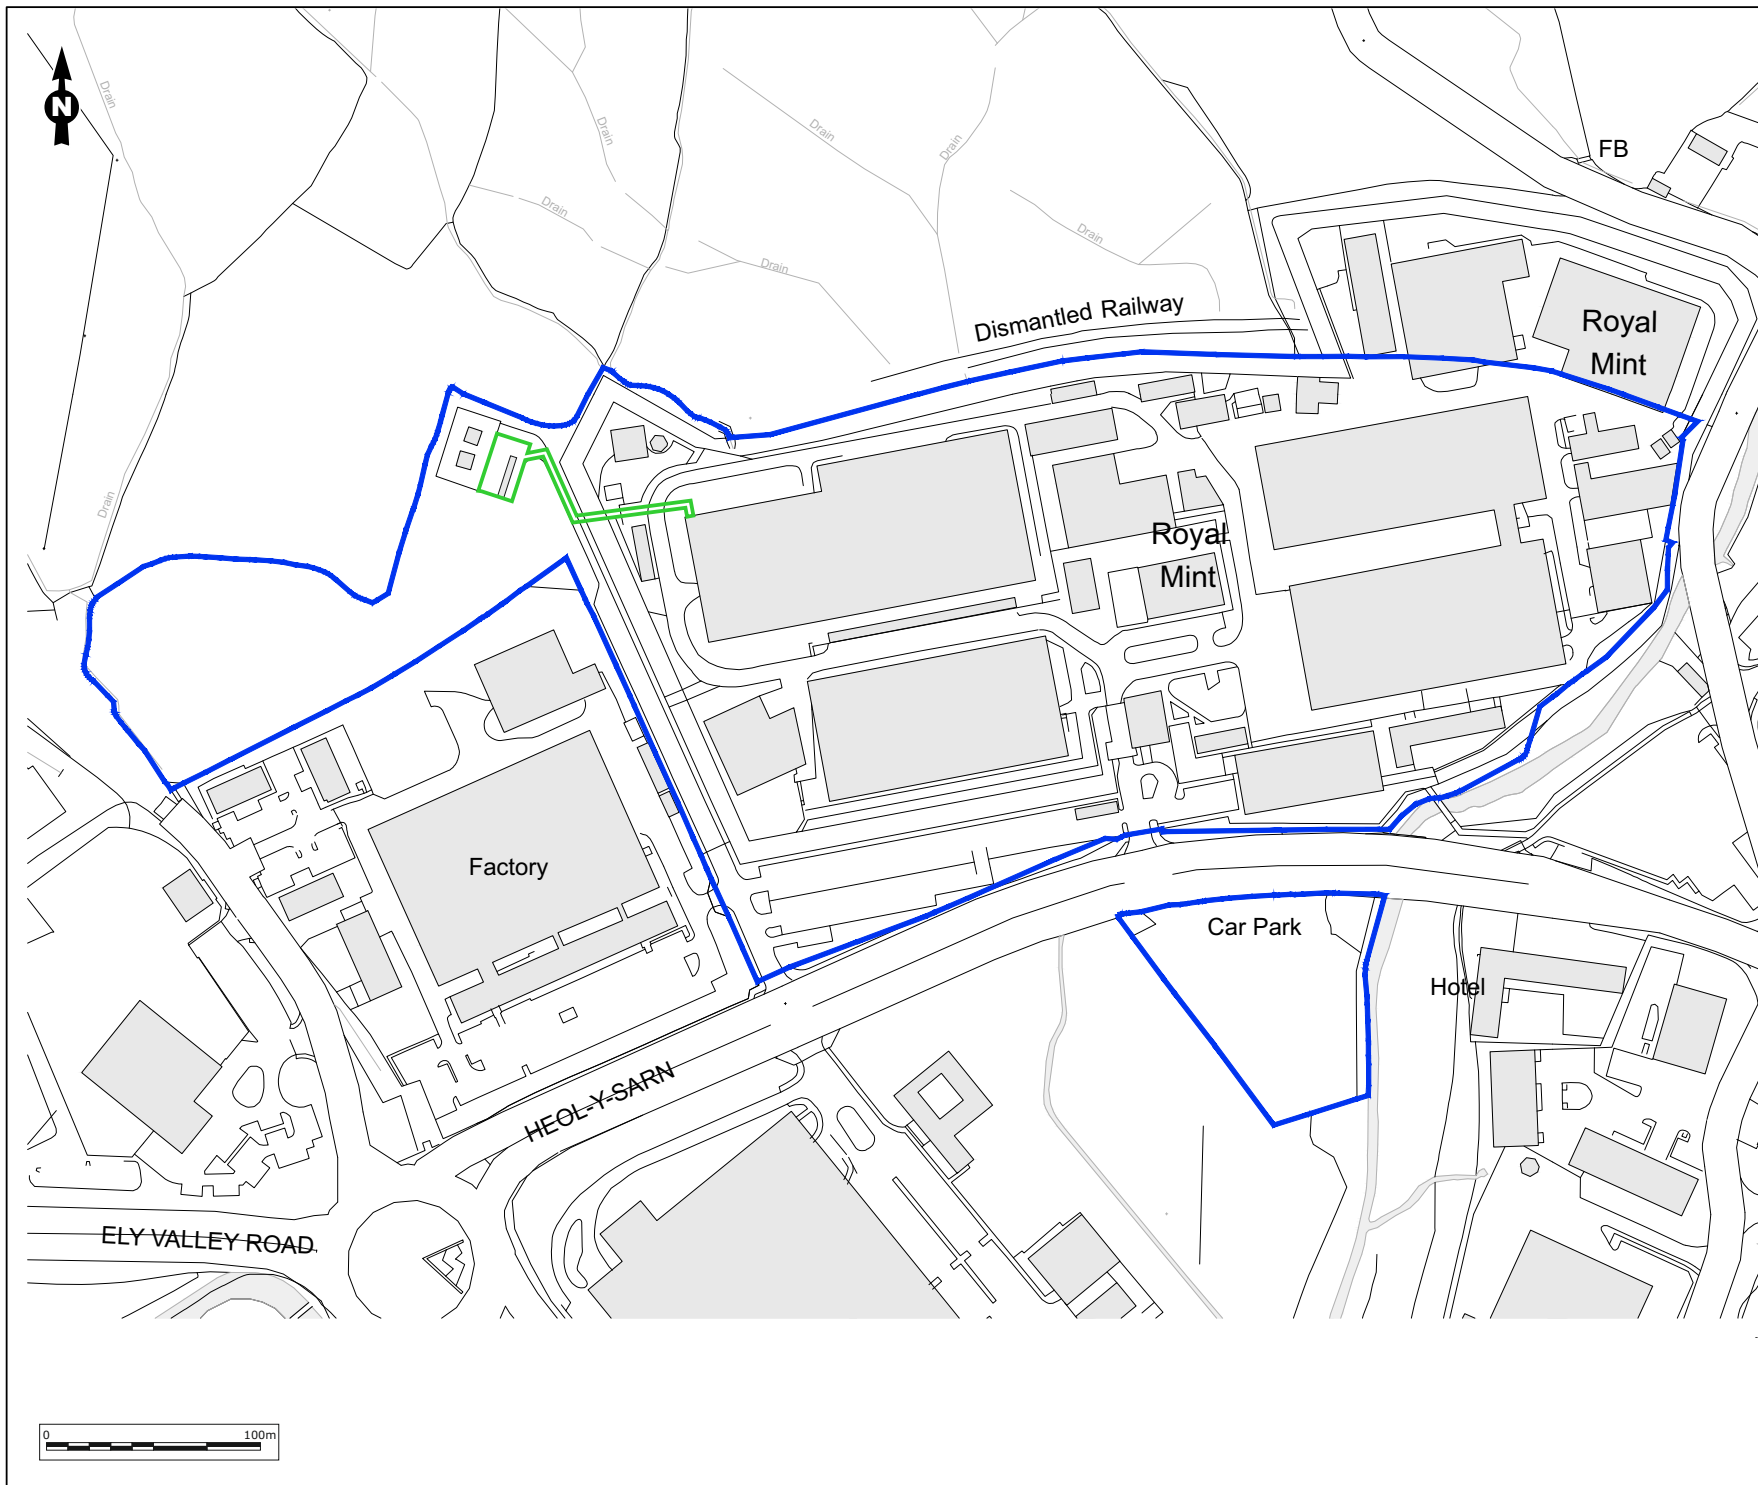 Drain
N
Drain
Drain
Drain
FB
Drain
Drain
Drain
Dismantled Railway
Royal
Mint
Drain
Royal
Mint
Factory
Car Park
Hotel
HEOL-Y-SARN
ELY VALLEY ROAD
0 100m